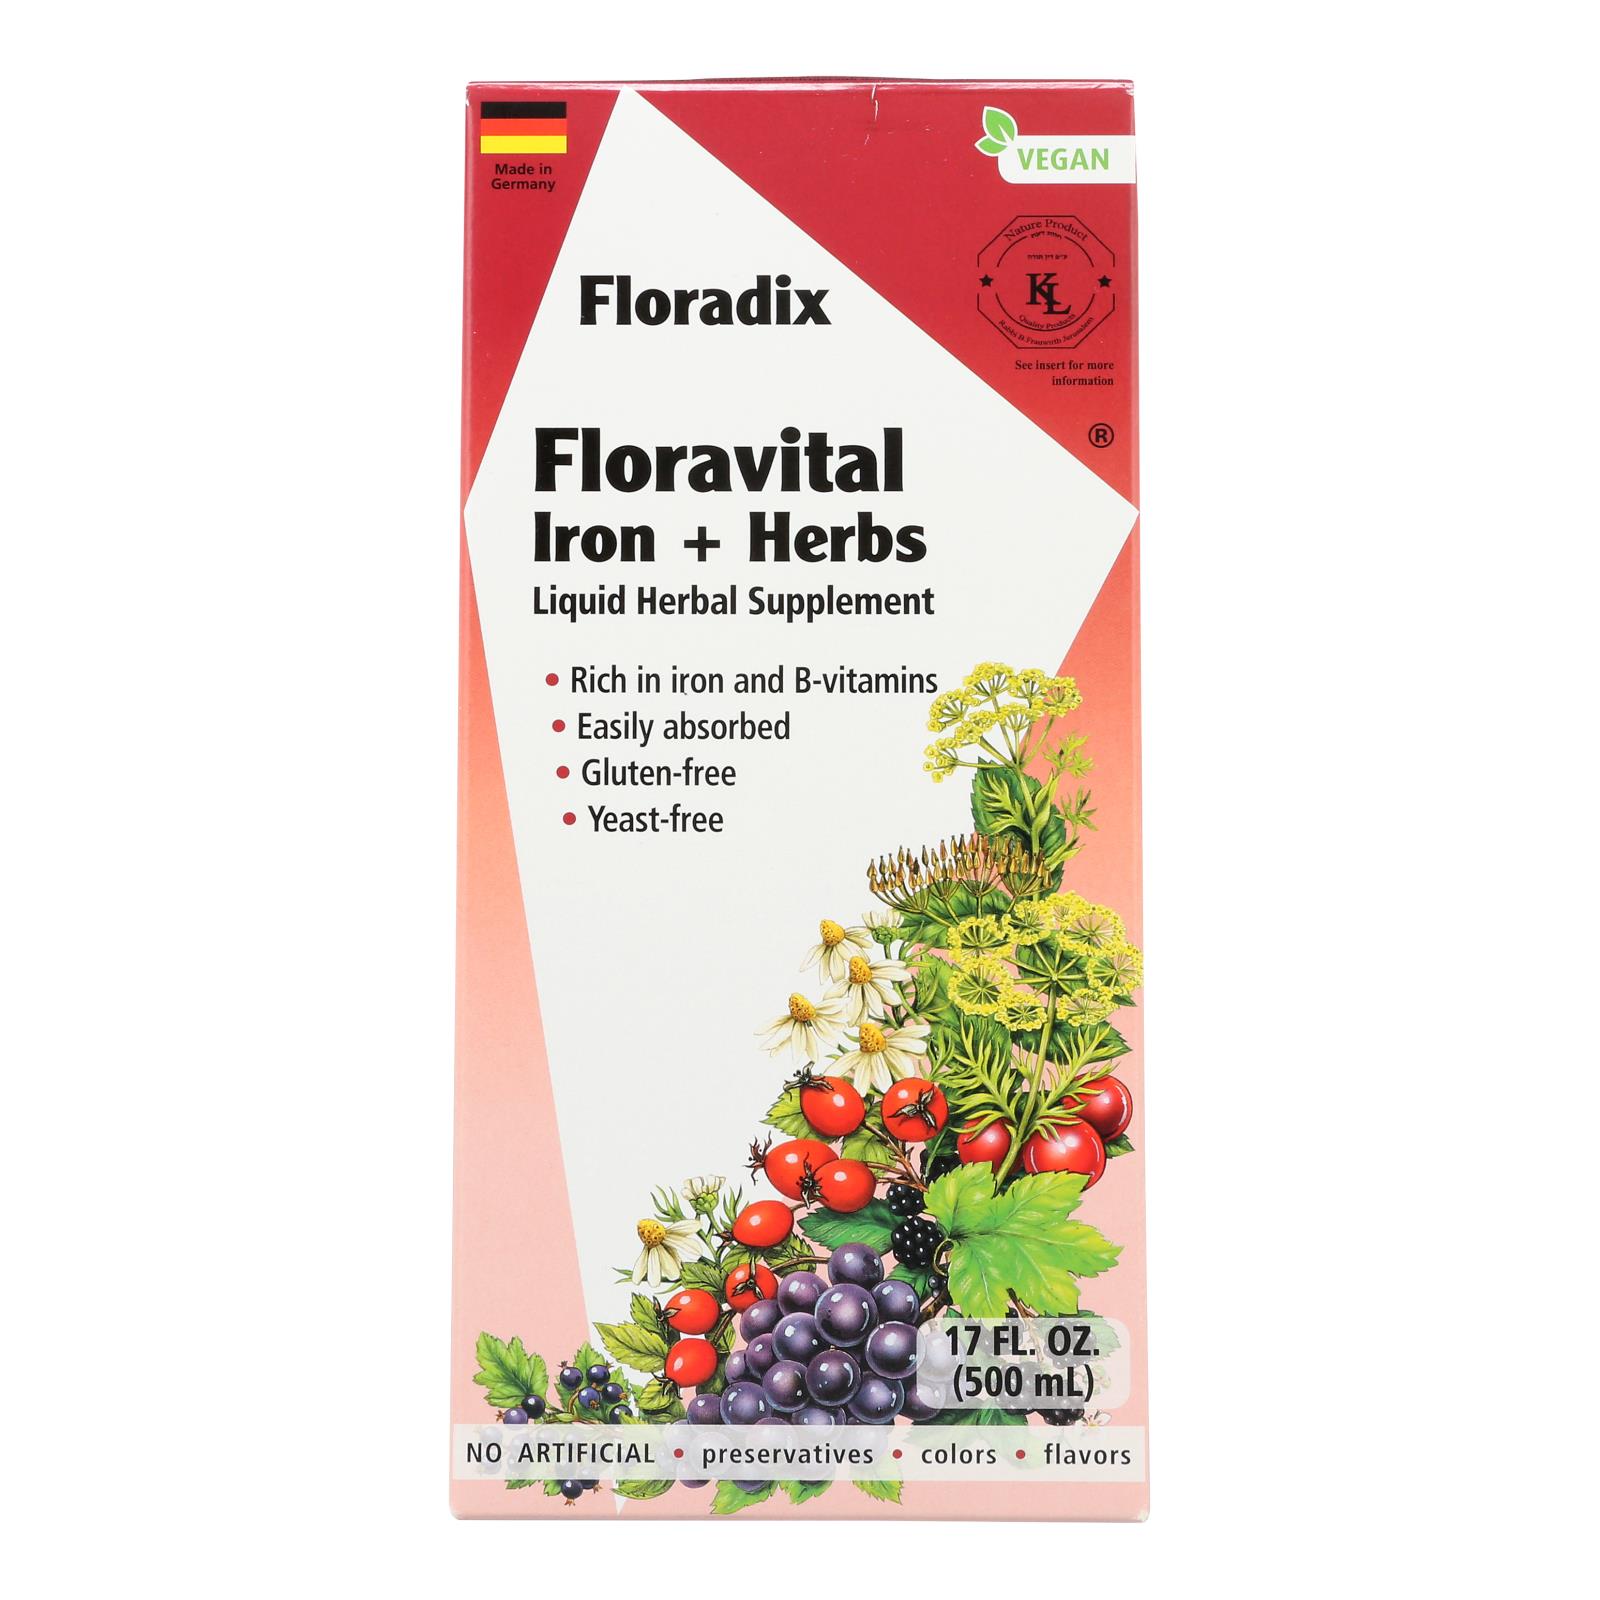 Made in
Germany
VEGAN
Nature Product
KL
Quality Products
See insert for more
information
Floradix
®
Floravital
Iron + Herbs
Liquid Herbal Supplement
• Rich in iron and B-vitamins
• Easily absorbed
• Gluten-free
• Yeast-free
17 FL. OZ.
(500 mL)
NO ARTIFICIAL • preservatives • colors • flavors